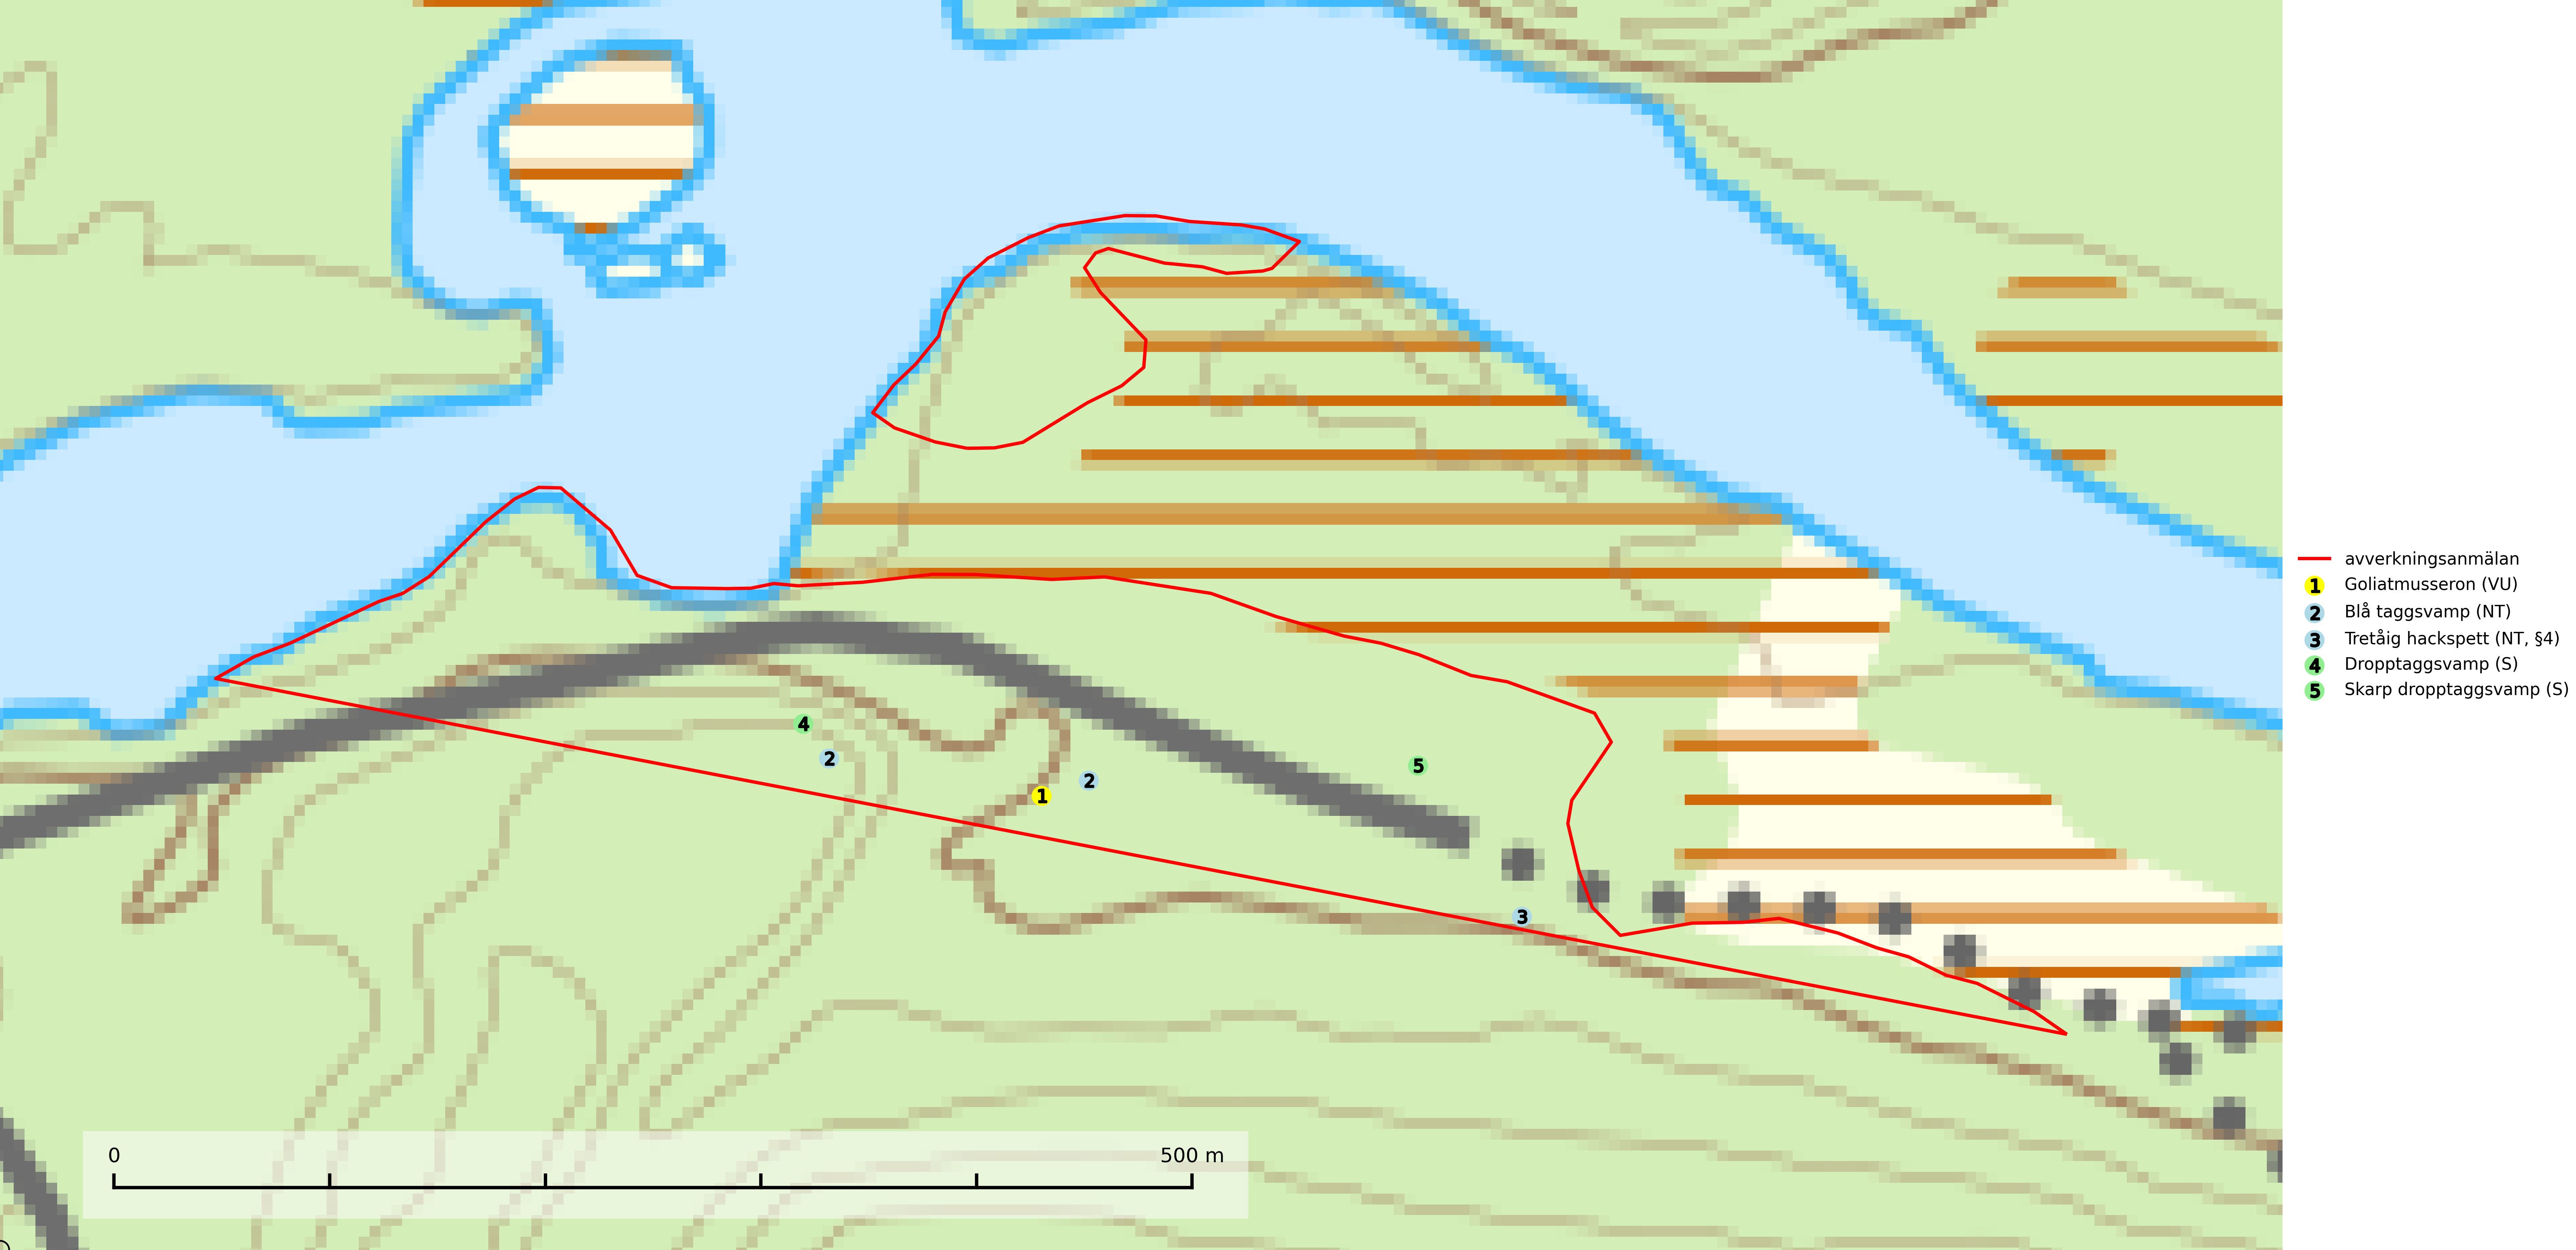 4
2
2
1
5
3
0
500 m
avverkningsanmälan
1 Goliatmusseron (VU)
2 Blå taggsvamp (NT)
3 Tretåig hackspett (NT, §4)
4 Dropptaggsvamp (S)
5 Skarp dropptaggsvamp (S)